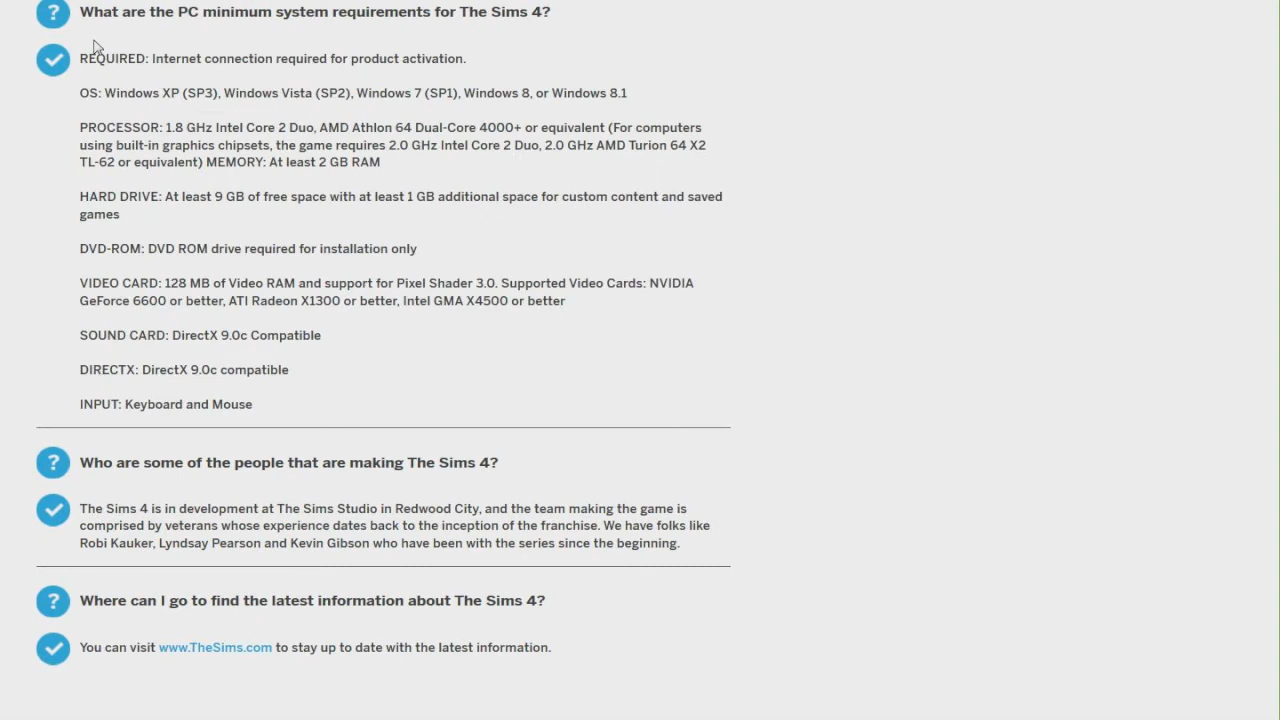 What are the PC minimum system requirements for The Sims 4?
REQUIRED: Internet connection required for product activation.
OS: Windows XP (SP3), Windows Vista (SP2), Windows 7 (SP1), Windows 8, or Windows 8.1
PROCESSOR: 1.8 GHz Intel Core 2 Duo, AMD Athlon 64 Dual-Core 4000+ or equivalent (For computers
using built-in graphics chipsets, the game requires 2.0 GHz Intel Core 2 Duo, 2.0 GHz AMD Turion 64 X2
TL-62 or equivalent) MEMORY: At least 2 GB RAM
HARD DRIVE: At least 9 GB of free space with at least 1 GB additional space for custom content and saved
games
DVD-ROM: DVD ROM drive required for installation only
VIDEO CARD: 128 MB of Video RAM and support for Pixel Shader 3.0. Supported Video Cards: NVIDIA
GeForce 6600 or better, ATI Radeon X1300 or better, Intel GMA X4500 or better
SOUND CARD: DirectX 9.0c Compatible
DIRECTX: DirectX 9.0c compatible
INPUT: Keyboard and Mouse
Who are some of the people that are making The Sims 4?
The Sims 4 is in development at The Sims Studio in Redwood City, and the team making the game is
comprised by veterans whose experience dates back to the inception of the franchise. We have folks like
Robi Kauker, Lyndsay Pearson and Kevin Gibson who have been with the series since the beginning.
Where can I go to find the latest information about The Sims 4?
You can visit www.TheSims.com to stay up to date with the latest information.